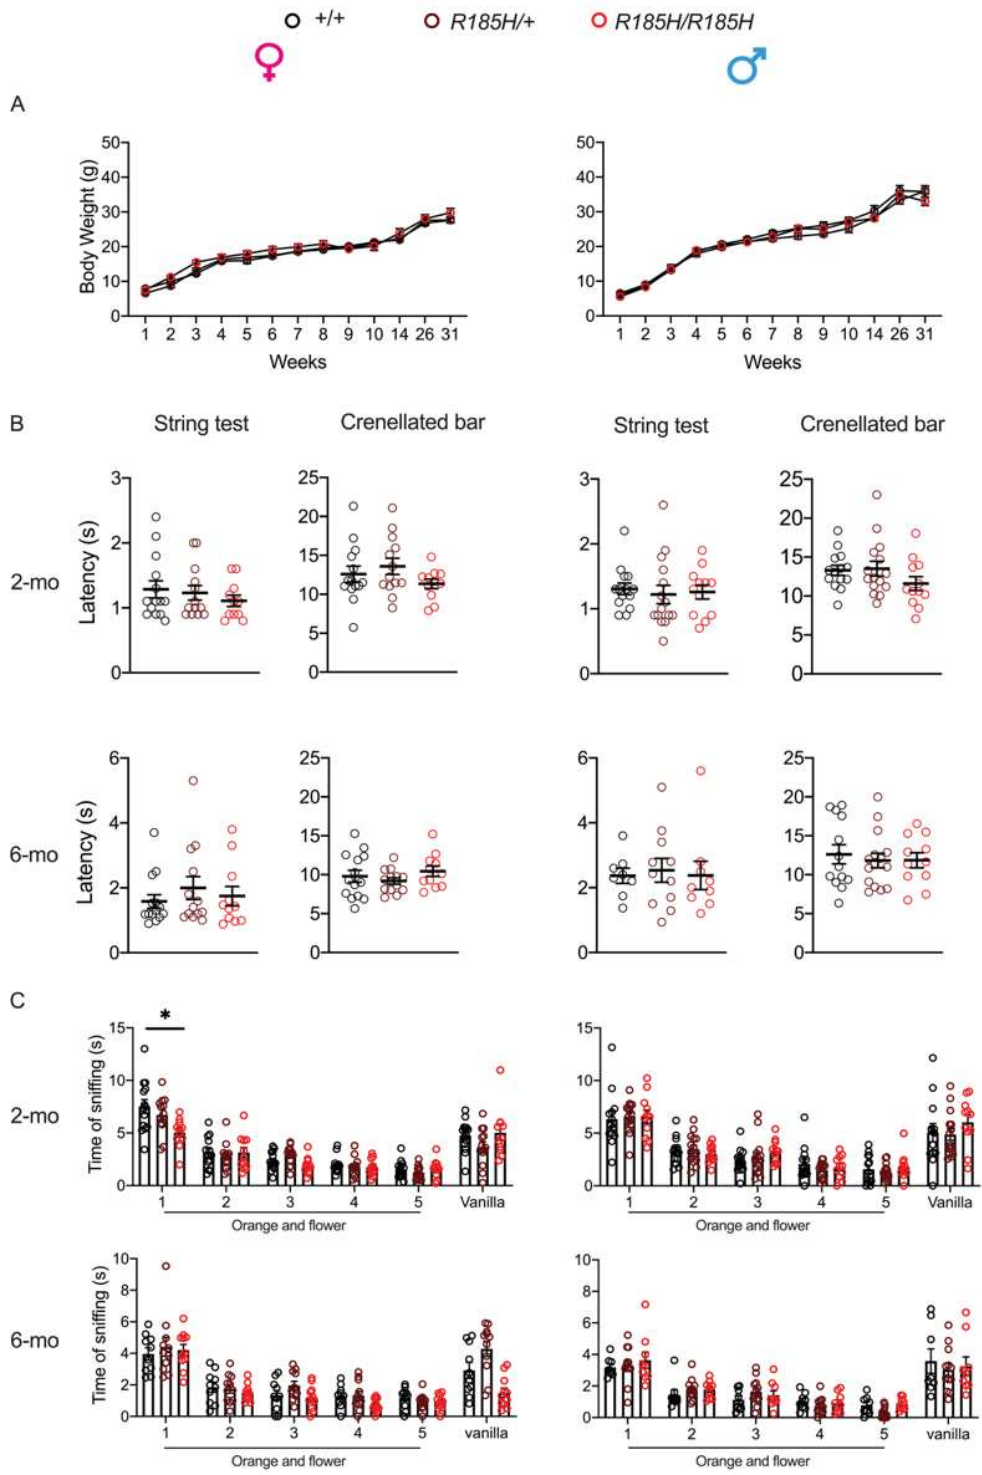 +/+ R185H/+ R185H/R185H
♀ ♂
A
Body Weight (g)
50 40 30 20 10 0
1 2 3 4 5 6 7 8 9 10 14 26 31
Weeks
50 40 30 20 10 0
1 2 3 4 5 6 7 8 9 10 14 26 31
Weeks
B
String test Crenellated bar String test Crenellated bar
2-mo
Latency (s)
3 2 1 0
25 20 15 10 5 0
3 2 1 0
25 20 15 10 5 0
6-mo
Latency (s)
6 4 2 0
25 20 15 10 5 0
6 4 2 0
25 20 15 10 5 0
C
2-mo
Time of sniffing (s)
*
15 10 5 0
1 2 3 4 5 Vanilla
Orange and flower
15 10 5 0
1 2 3 4 5 Vanilla
Orange and flower
6-mo
Time of sniffing (s)
10 8 6 4 2 0
1 2 3 4 5 vanilla
Orange and flower
10 8 6 4 2 0
1 2 3 4 5 vanilla
Orange and flower